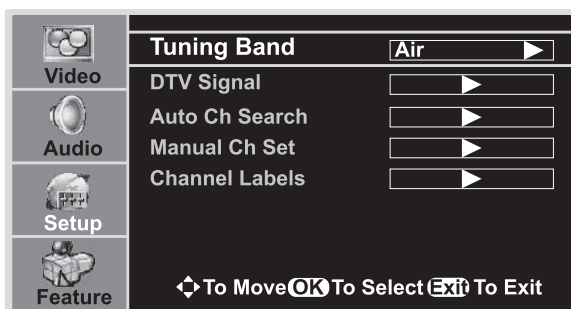 Video
Audio
Setup
Feature
Tuning Band Air
DTV Signal
Auto Ch Search
Manual Ch Set
Channel Labels
To Move OK To Select Exit To Exit